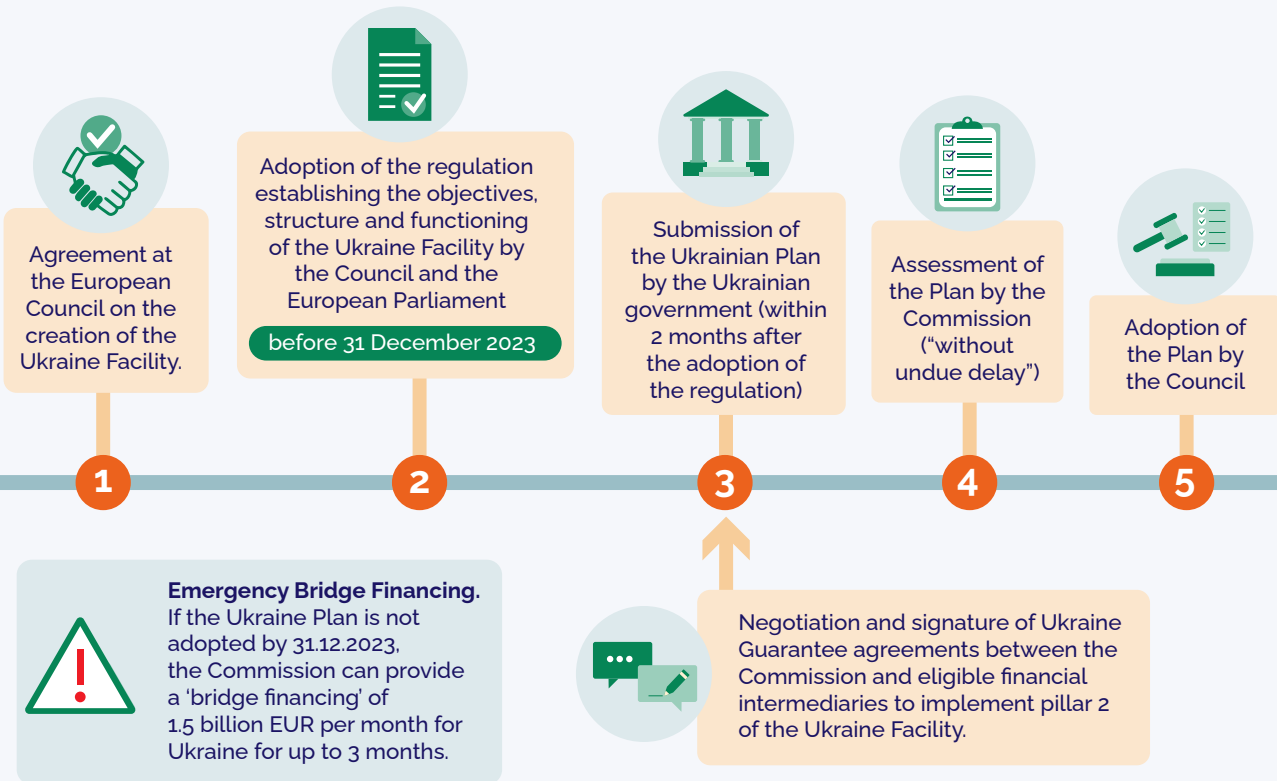 Agreement at
the European
Council on the
creation of the
Ukraine Facility.
Adoption of the regulation
establishing the objectives,
structure and functioning
of the Ukraine Facility by
the Council and the
European Parliament
before 31 December 2023
Submission of
the Ukrainian Plan
by the Ukrainian
government (within
2 months after
the adoption of
the regulation)
Assessment of
the Plan by the
Commission
(“without
undue delay”)
Adoption of
the Plan by
the Council
1
2
3
4
5
Emergency Bridge Financing.
If the Ukraine Plan is not
adopted by 31.12.2023,
the Commission can provide
a ‘bridge financing’ of
1.5 billion EUR per month for
Ukraine for up to 3 months.
Negotiation and signature of Ukraine
Guarantee agreements between the
Commission and eligible financial
intermediaries to implement pillar 2
of the Ukraine Facility.